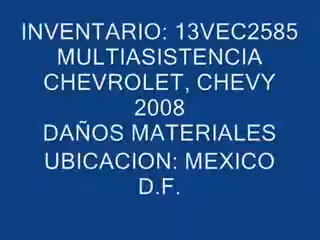 INVENTARIO: 13VEC2585
MULTIASISTENCIA
CHEVROLET, CHEVY
2008
DAÑOS MATERIALES
UBICACION: MEXICO
D.F.